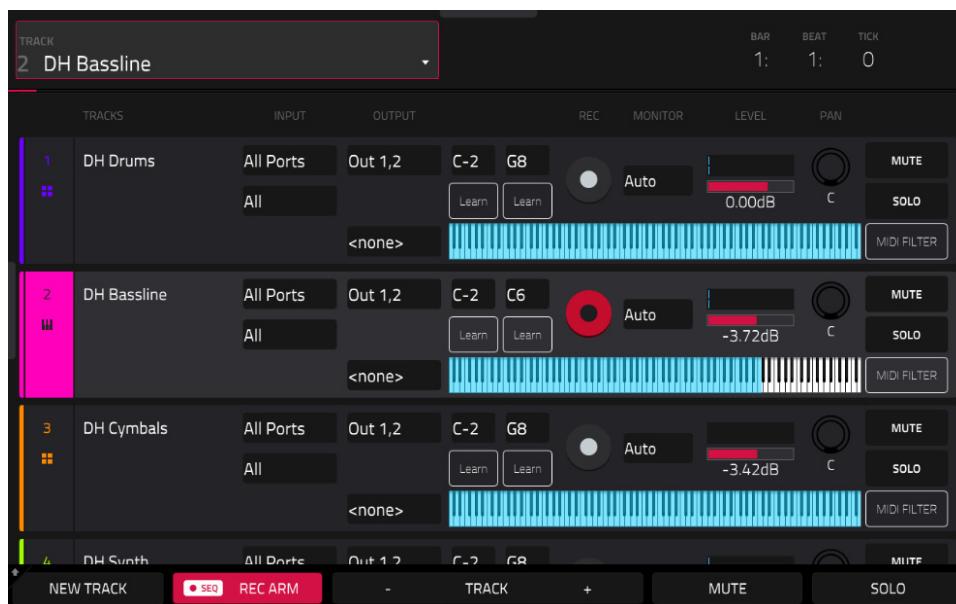 TRACK
2 DH Bassline
BAR BEAT TICK
1: 1: 0
TRACKS INPUT OUTPUT REC MONITOR LEVEL PAN
1 DH Drums All Ports Out 1,2 C-2 G8 Auto MUTE
All Learn Learn 0.00dB C SOLO
<none> MIDI FILTER
2 DH Bassline All Ports Out 1,2 C-2 C6 Auto MUTE
All Learn Learn -3.72dB C SOLO
<none> MIDI FILTER
3 DH Cymbals All Ports Out 1,2 C-2 G8 Auto MUTE
All Learn Learn -3.42dB C SOLO
<none> MIDI FILTER
4 DH Synth All Ports Out 1,2 C-2 G8 MUTE
NEW TRACK SEQ REC ARM - TRACK + MUTE SOLO